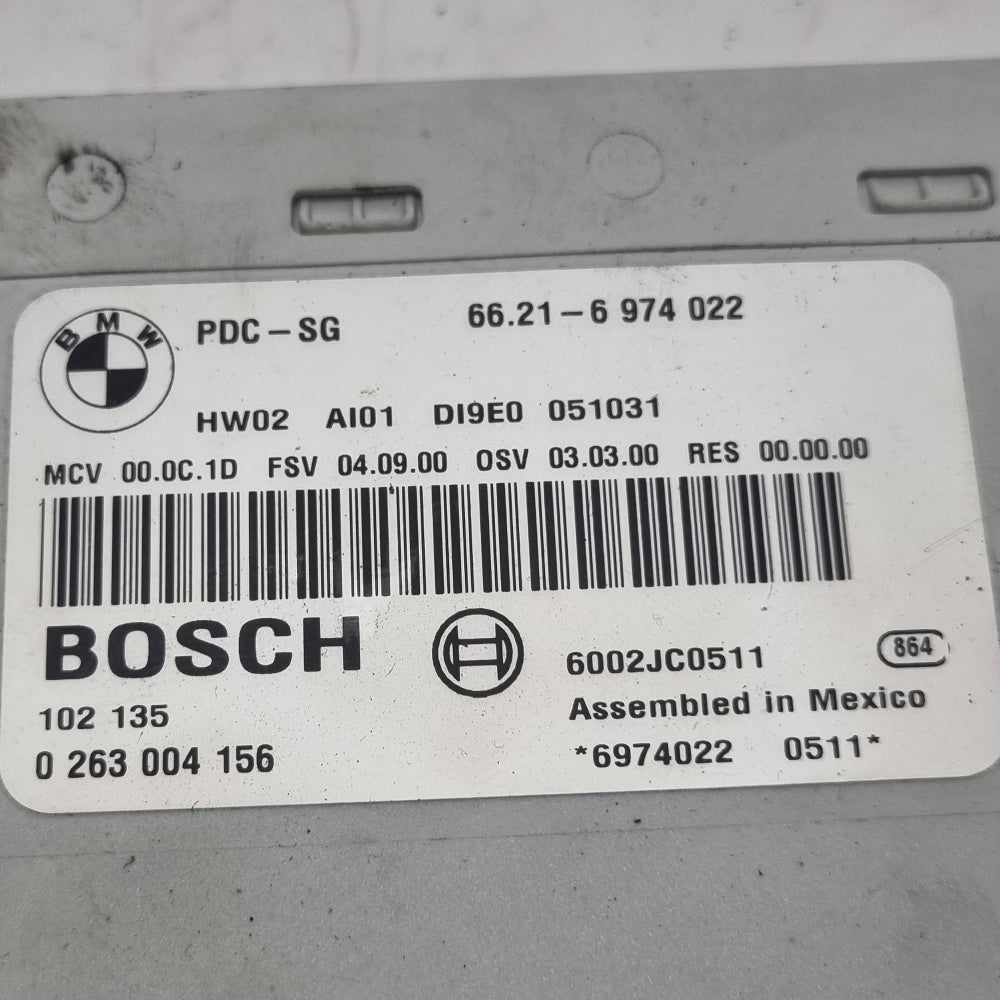 BMW
PDC-SG 66.21-6 974 022
HW02 AI01 DI9E0 051031
MCV 00.0C.1D FSV 04.09.00 OSV 03.03.00 RES 00.00.00
BOSCH
6002JC0511 864
102 135
Assembled in Mexico
0 263 004 156
*6974022 0511*